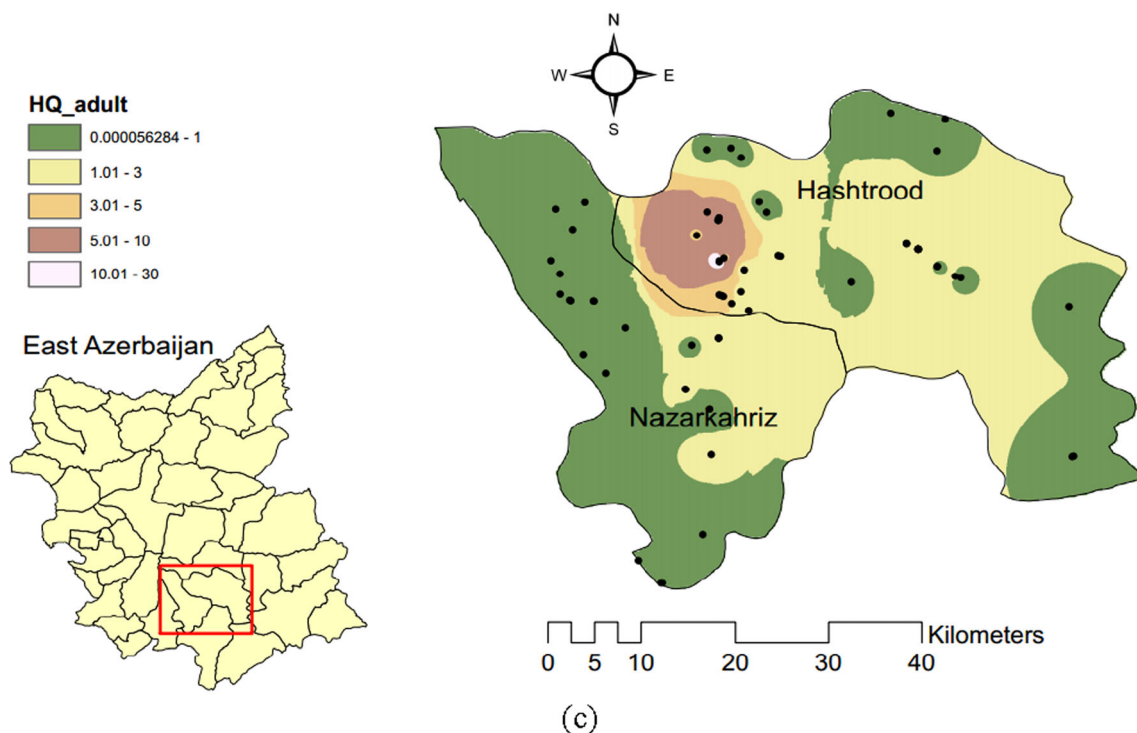 N
W E
S
HQ_adult
0.000056284 - 1
1.01 - 3
3.01 - 5
5.01 - 10
10.01 - 30
Hashtrood
East Azerbaijan
Nazarkahriz
Kilometers
0 5 10 20 30 40
(c)